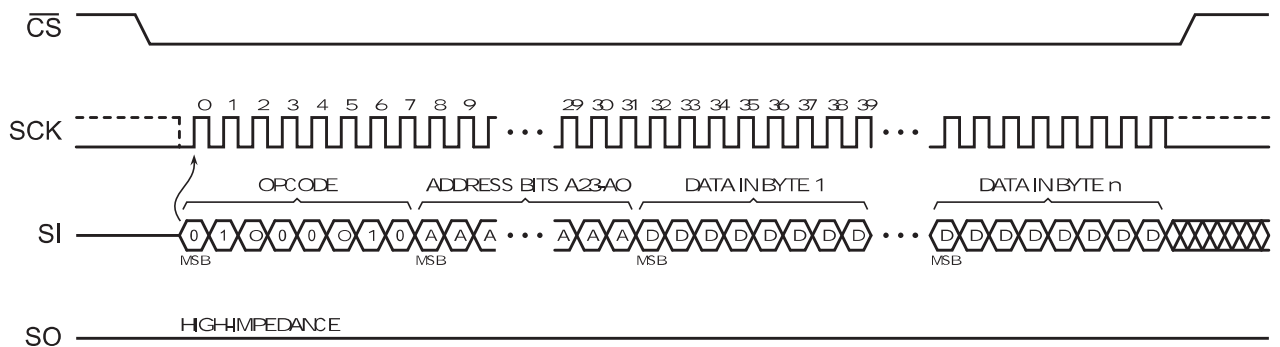 CS
0 1 2 3 4 5 6 7 8 9 29 30 31 32 33 34 35 36 37 38 39
SCK
OPCODE ADDRESS BITS A23-A0 DATA IN BYTE 1 DATA IN BYTE n
SI 0 1 0 0 0 0 1 0 A A A A A A D D D D D D D D D D D D D D D D
MSB MSB MSB MSB
HIGH-IMPEDANCE
SO